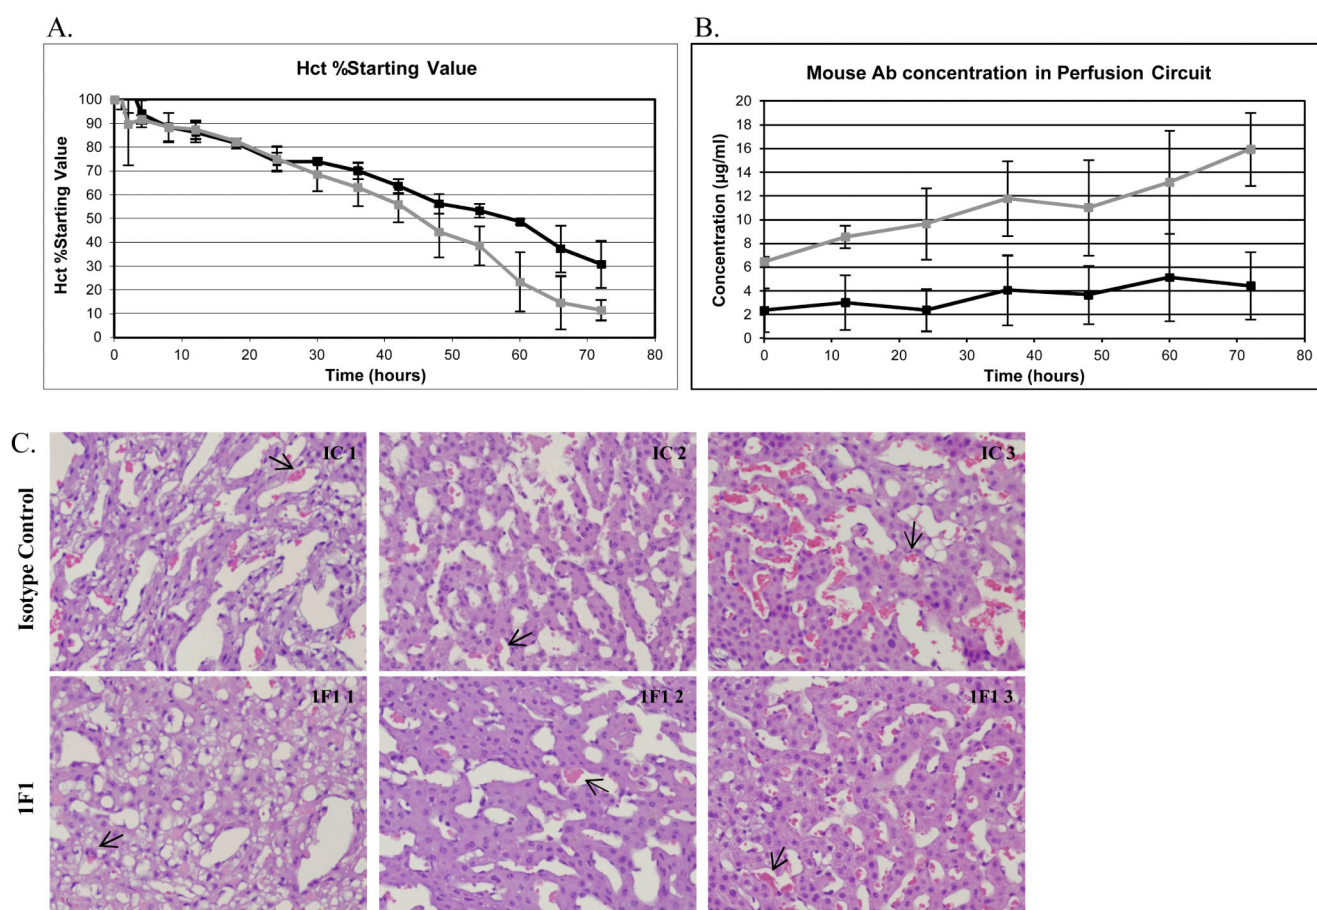 A.
Hct %Starting Value
Hct %Starting Value
100
90
80
70
60
50
40
30
20
10
0
0 10 20 30 40 50 60 70 80
Time (hours)
B.
Mouse Ab concentration in Perfusion Circuit
Concentration (µg/ml)
20
18
16
14
12
10
8
6
4
2
0
0 10 20 30 40 50 60 70 80
Time (hours)
C.
Isotype Control
IC 1
IC 2
IC 3
1F1
1F1 1
1F1 2
1F1 3